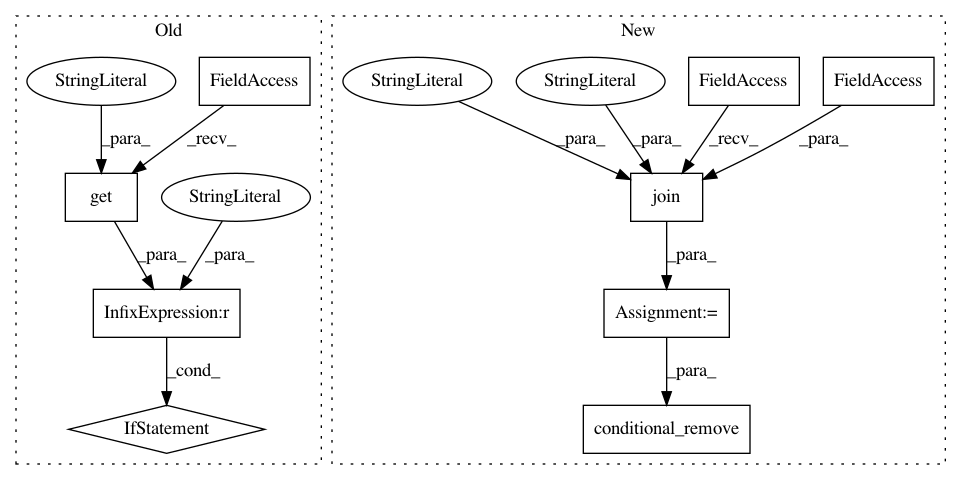 Old
New
StringLiteral
FieldAccess
StringLiteral
StringLiteral
FieldAccess
FieldAccess
_para_
_recv_
_para_
_para_
_recv_
_para_
get
StringLiteral
join
_para_
_para_
_para_
InfixExpression:r
Assignment:=
_cond_
_para_
IfStatement
conditional_remove